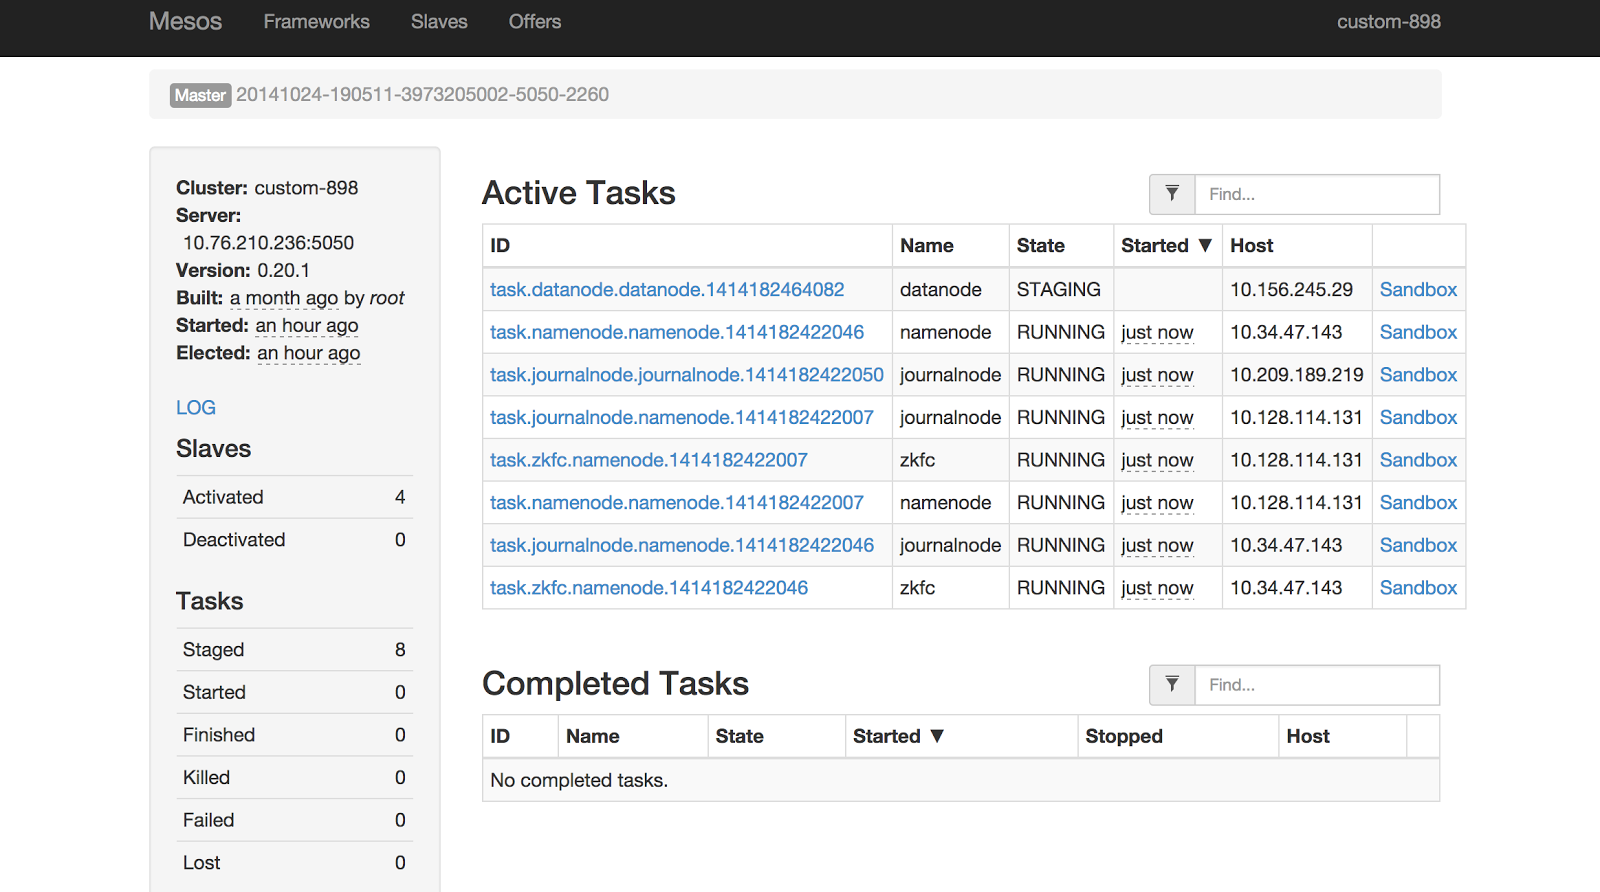 Mesos Frameworks Slaves Offers custom-898
Master 20141024-190511-3973205002-5050-2260
Cluster: custom-898
Server:
10.76.210.236:5050
Version: 0.20.1
Built: a month ago by root
Started: an hour ago
Elected: an hour ago
LOG
Slaves
Activated 4
Deactivated 0
Tasks
Staged 8
Started 0
Finished 0
Killed 0
Failed 0
Lost 0
Active Tasks Find...
ID Name State Started ▼ Host
task.datanode.datanode.1414182464082 datanode STAGING 10.156.245.29 Sandbox
task.namenode.namenode.1414182422046 namenode RUNNING just now 10.34.47.143 Sandbox
task.journalnode.journalnode.1414182422050 journalnode RUNNING just now 10.209.189.219 Sandbox
task.journalnode.namenode.1414182422007 journalnode RUNNING just now 10.128.114.131 Sandbox
task.zkfc.namenode.1414182422007 zkfc RUNNING just now 10.128.114.131 Sandbox
task.namenode.namenode.1414182422007 namenode RUNNING just now 10.128.114.131 Sandbox
task.journalnode.namenode.1414182422046 journalnode RUNNING just now 10.34.47.143 Sandbox
task.zkfc.namenode.1414182422046 zkfc RUNNING just now 10.34.47.143 Sandbox
Completed Tasks Find...
ID Name State Started ▼ Stopped Host
No completed tasks.